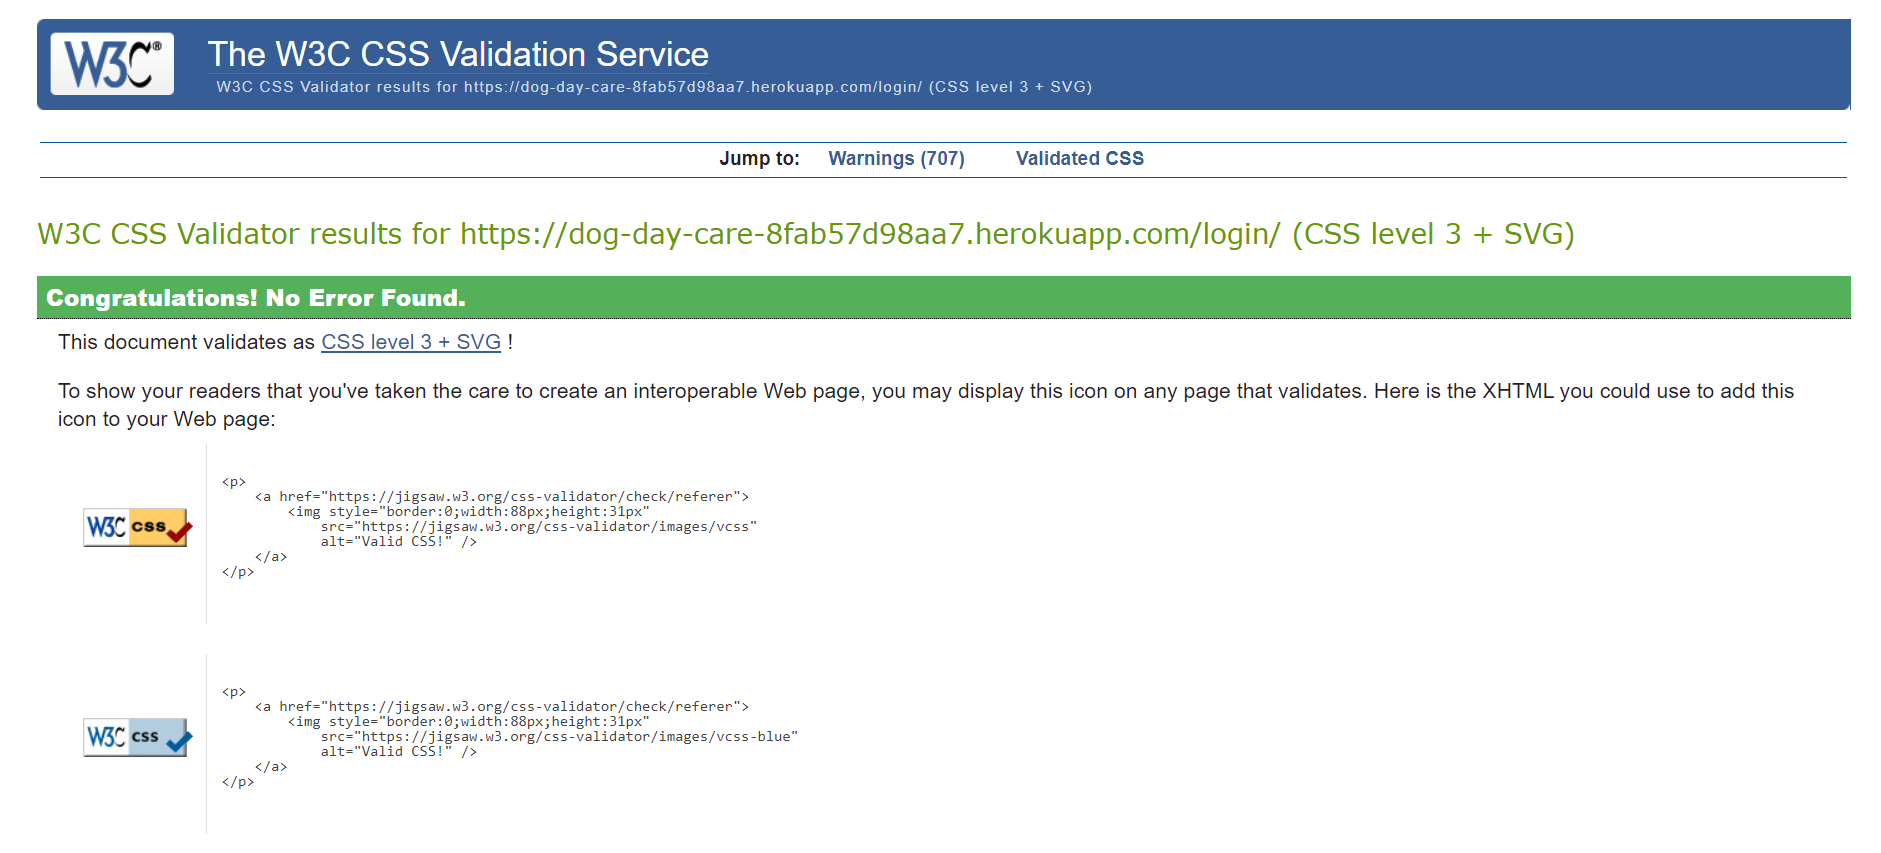 W3C®
The W3C CSS Validation Service
W3C CSS Validator results for https://dog-day-care-8fab57d98aa7.herokuapp.com/login/ (CSS level 3 + SVG)
Jump to: Warnings (707) Validated CSS
W3C CSS Validator results for https://dog-day-care-8fab57d98aa7.herokuapp.com/login/ (CSS level 3 + SVG)
Congratulations! No Error Found.
This document validates as CSS level 3 + SVG !
To show your readers that you've taken the care to create an interoperable Web page, you may display this icon on any page that validates. Here is the XHTML you could use to add this
icon to your Web page:
W3C css
<p>
    <a href="https://jigsaw.w3.org/css-validator/check/referer">
        <img style="border:0;width:88px;height:31px"
            src="https://jigsaw.w3.org/css-validator/images/vcss"
            alt="Valid CSS!" />
    </a>
</p>
W3C css
<p>
    <a href="https://jigsaw.w3.org/css-validator/check/referer">
        <img style="border:0;width:88px;height:31px"
            src="https://jigsaw.w3.org/css-validator/images/vcss-blue"
            alt="Valid CSS!" />
    </a>
</p>